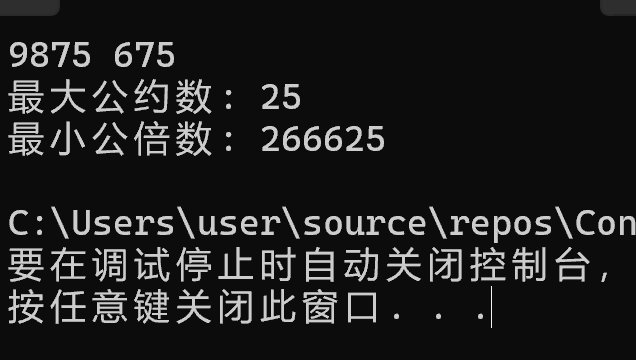 9875 675
最大公约数: 25
最小公倍数: 266625
C:\Users\user\source\repos\Con
要在调试停止时自动关闭控制台,
按任意键关闭此窗口. . .